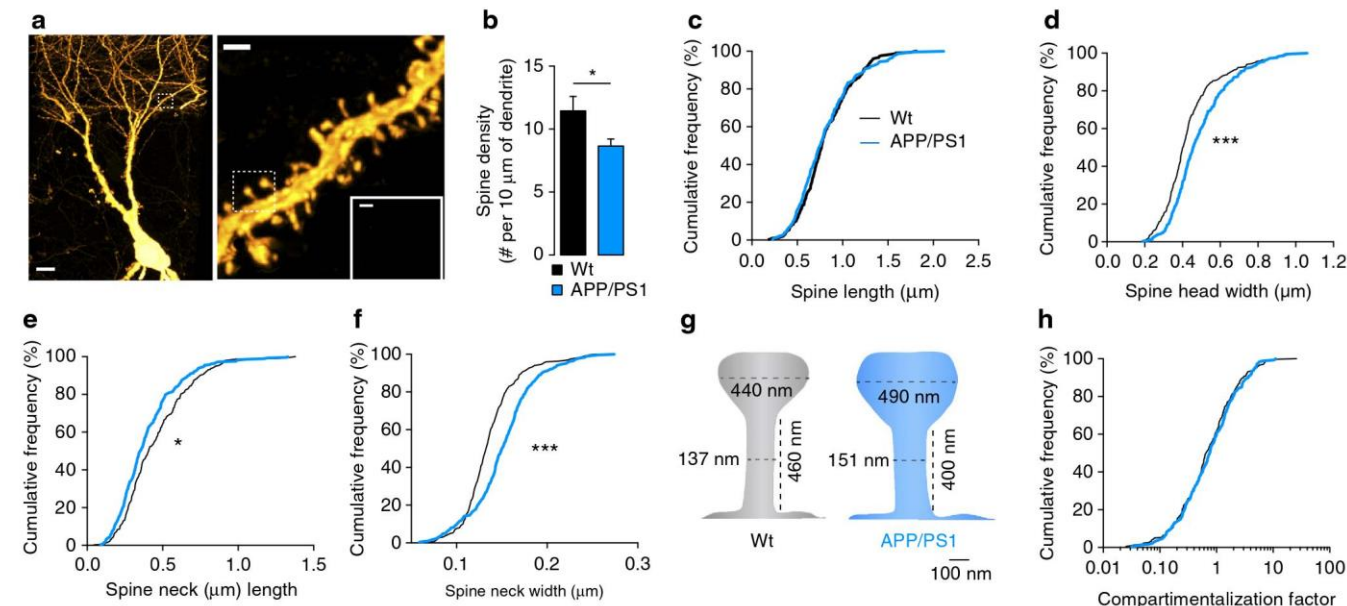 a
b
Spine density
(# per 10 μm of dendrite)
15
10
5
0
*
Wt
APP/PS1
c
Cumulative frequency (%)
100
80
60
40
20
0
Wt
APP/PS1
0.0 0.5 1.0 1.5 2.0 2.5
Spine length (μm)
d
Cumulative frequency (%)
100
80
60
40
20
0
***
0.0 0.2 0.4 0.6 0.8 1.0 1.2
Spine head width (μm)
e
Cumulative frequency (%)
100
80
60
40
20
0
*
0.0 0.5 1.0 1.5
Spine neck (μm) length
f
Cumulative frequency (%)
100
80
60
40
20
0
***
0.1 0.2 0.3
Spine neck width (μm)
g
440 nm
137 nm
460 nm
Wt
490 nm
151 nm
400 nm
APP/PS1
100 nm
h
Cumulative frequency (%)
100
80
60
40
20
0
0.01 0.10 1 10 100
Compartimentalization factor